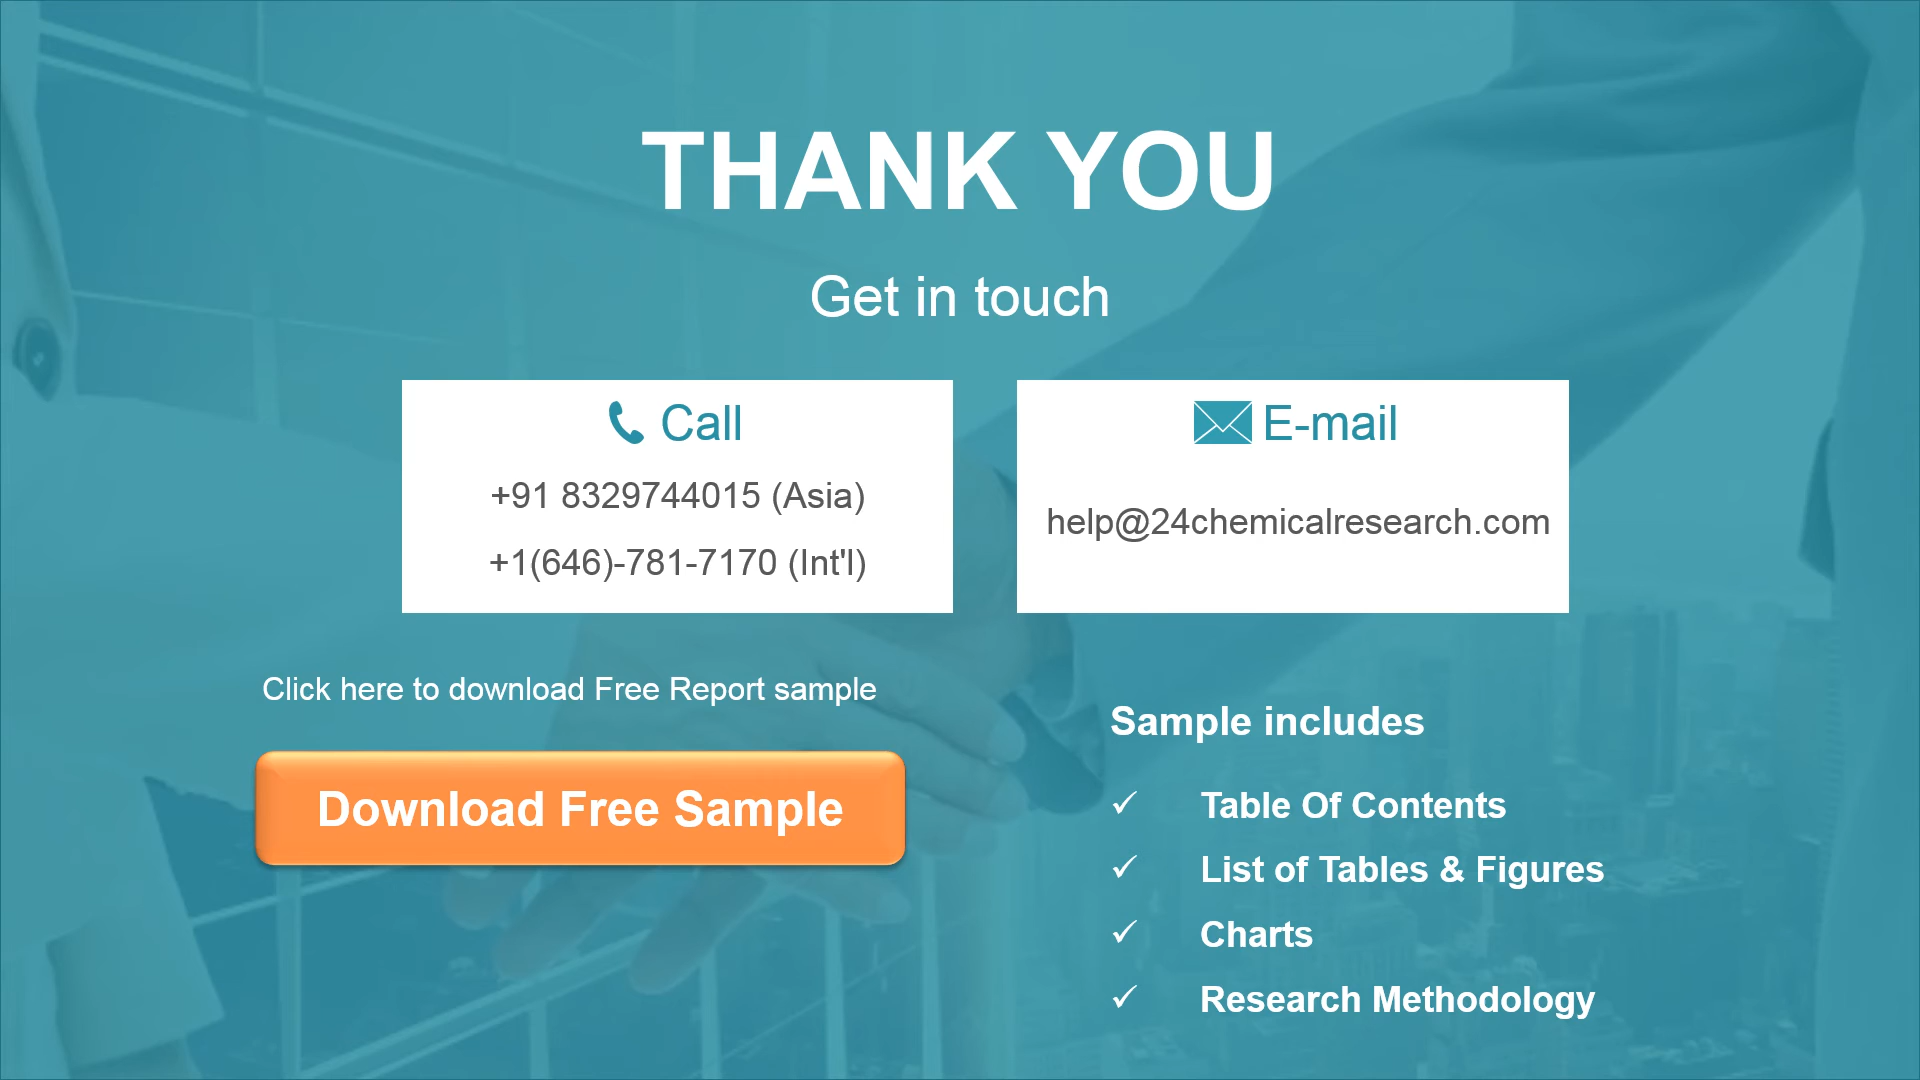 THANK YOU
Get in touch
Call
+91 8329744015 (Asia)
+1(646)-781-7170 (Int'l)
E-mail
help@24chemicalresearch.com
Click here to download Free Report sample
Download Free Sample
Sample includes
✓ Table Of Contents
✓ List of Tables & Figures
✓ Charts
✓ Research Methodology